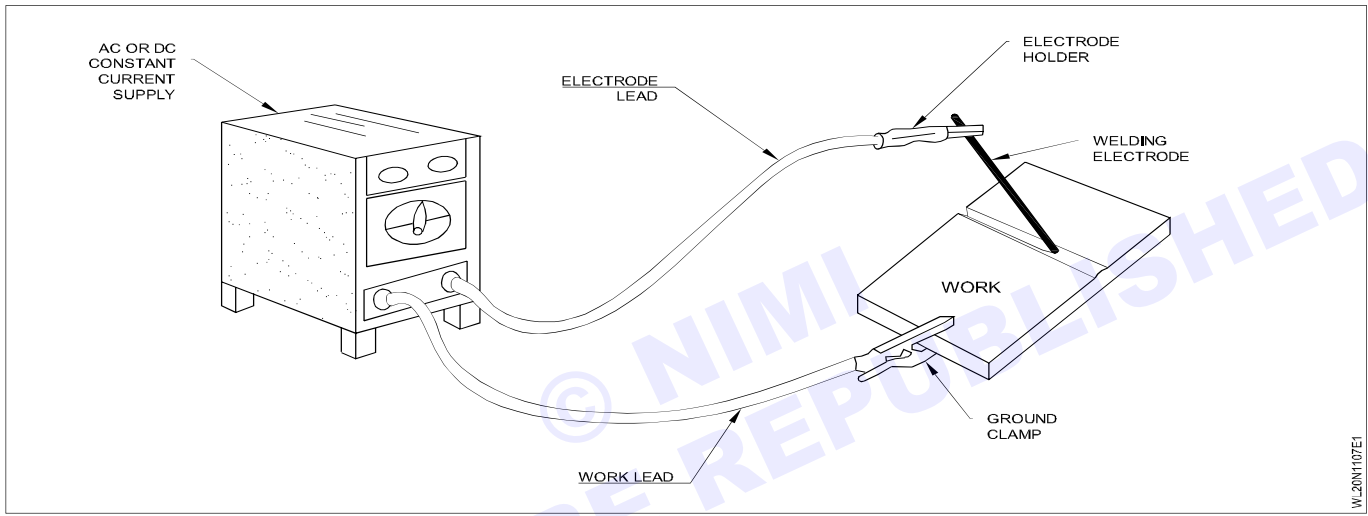 AC OR DC
CONSTANT
CURRENT
SUPPLY
ELECTRODE
LEAD
ELECTRODE
HOLDER
WELDING
ELECTRODE
WORK
GROUND
CLAMP
WORK LEAD
© NIMI
BE REPUBLISHED
WL20N1107E1